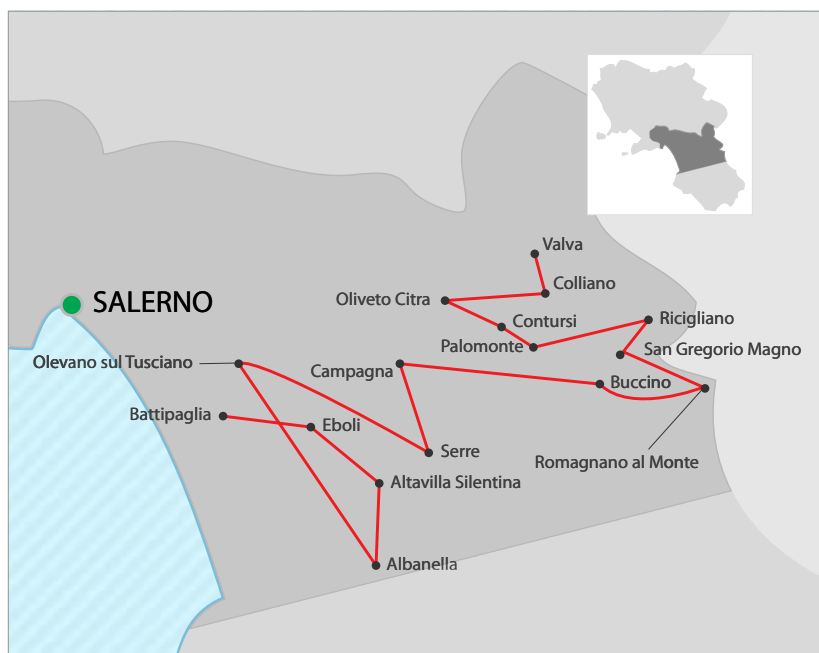 Valva
Colliano
Oliveto Citra
SALERNO
Contursi
Ricigliano
Palomonte
San Gregorio Magno
Olevano sul Tusciano
Campagna
Buccino
Battipaglia
Eboli
Serre
Romagnano al Monte
Altavilla Silentina
Albanella